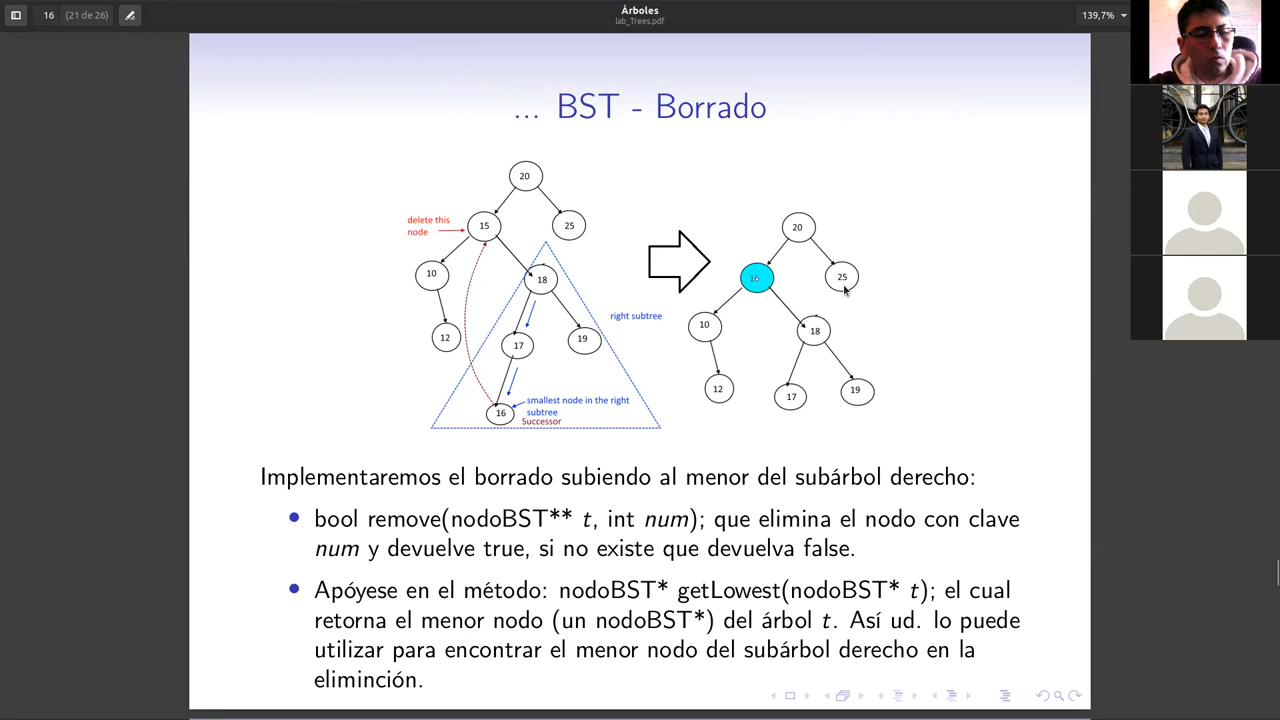 Árboles
lab_Trees.pdf
16 (21 de 26)
139,7%
... BST - Borrado
20
delete this
node
15
25
10
18
12
17
19
right subtree
16
smallest node in the right
subtree
Successor
20
16
25
10
18
12
17
19
Implementaremos el borrado subiendo al menor del subárbol derecho:
bool remove(nodoBST** t, int num); que elimina el nodo con clave
num y devuelve true, si no existe que devuelva false.
Apóyese en el método: nodoBST* getLowest(nodoBST* t); el cual
retorna el menor nodo (un nodoBST*) del árbol t. Así ud. lo puede
utilizar para encontrar el menor nodo del subárbol derecho en la
eliminción.